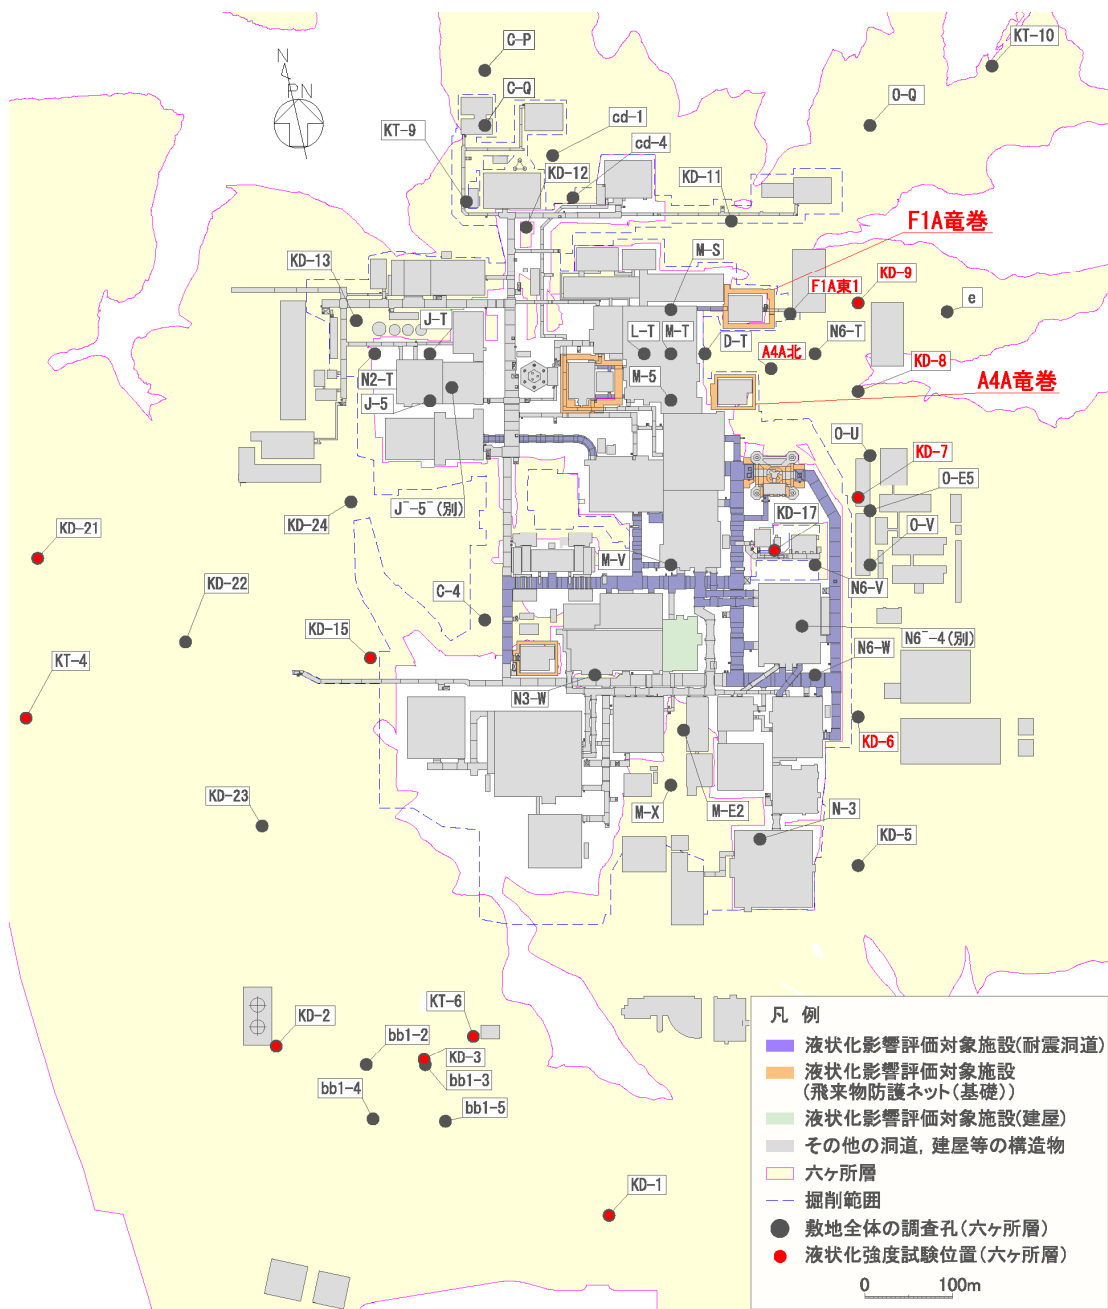 C-P
KT-10
N
PN
C-Q
O-Q
cd-1
KT-9
cd-4
KD-12
KD-11
F1A竜巻
M-S
KD-13
F1A東1
KD-9
e
J-T
L-T
M-T
D-T
N6-T
A4A北
KD-8
N2-T
M-5
A4A竜巻
J-5
O-U
KD-7
O-E5
J⁻-5⁻(別)
KD-17
KD-24
O-V
KD-21
M-V
KD-22
N6-V
C-4
KD-15
N6⁻-4(別)
KT-4
N6-W
N3-W
KD-6
KD-23
M-X
M-E2
N-3
KD-5
KT-6
KD-2
bb1-2
KD-3
bb1-3
bb1-4
bb1-5
KD-1
凡 例
液状化影響評価対象施設(耐震洞道)
液状化影響評価対象施設
(飛来物防護ネット(基礎))
液状化影響評価対象施設(建屋)
その他の洞道, 建屋等の構造物
六ヶ所層
掘削範囲
敷地全体の調査孔(六ヶ所層)
液状化強度試験位置(六ヶ所層)
0 100m